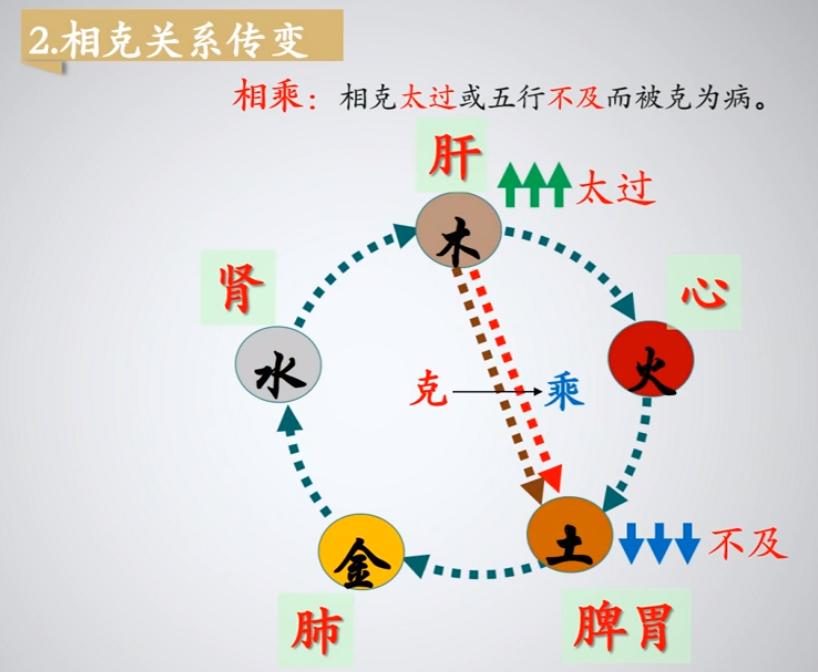 2.相克关系传变
相乘：相克太过或五行不及而被克为病。
肝
太过
木
肾
心
水
火
克
乘
土
不及
金
肺
脾胃